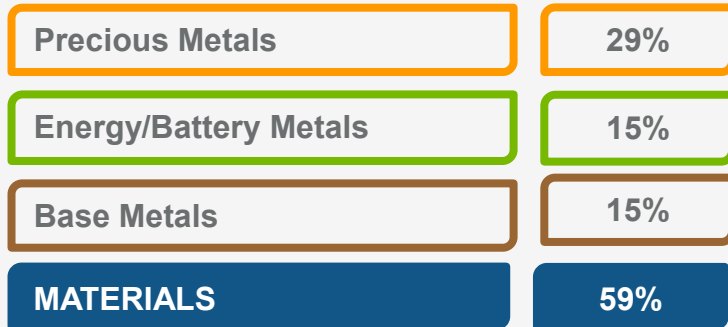 Precious Metals 29%
Energy/Battery Metals 15%
Base Metals 15%
MATERIALS 59%